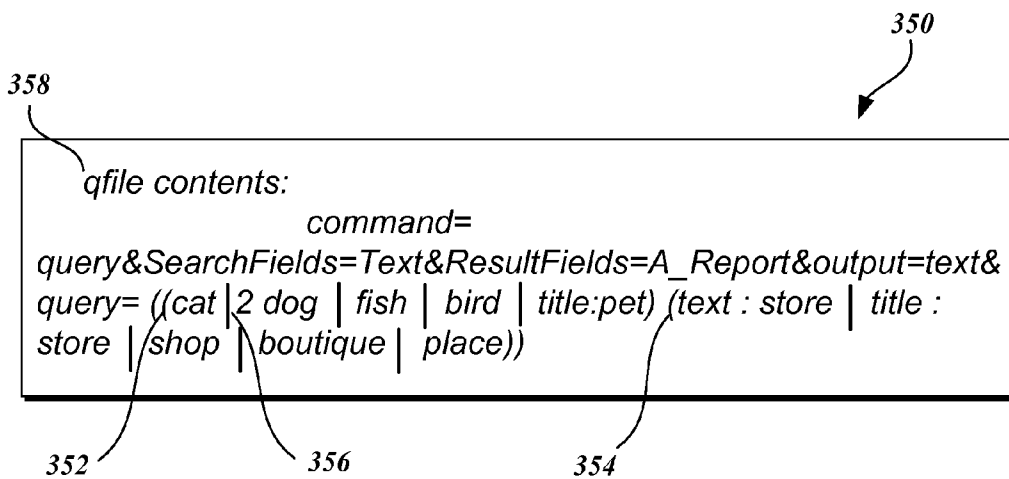 350
358
qfile contents:
command=
query&SearchFields=Text&ResultFields=A_Report&output=text&
query= ((cat |2 dog | fish | bird | title:pet) (text : store | title :
store | shop | boutique | place))
352
356
354